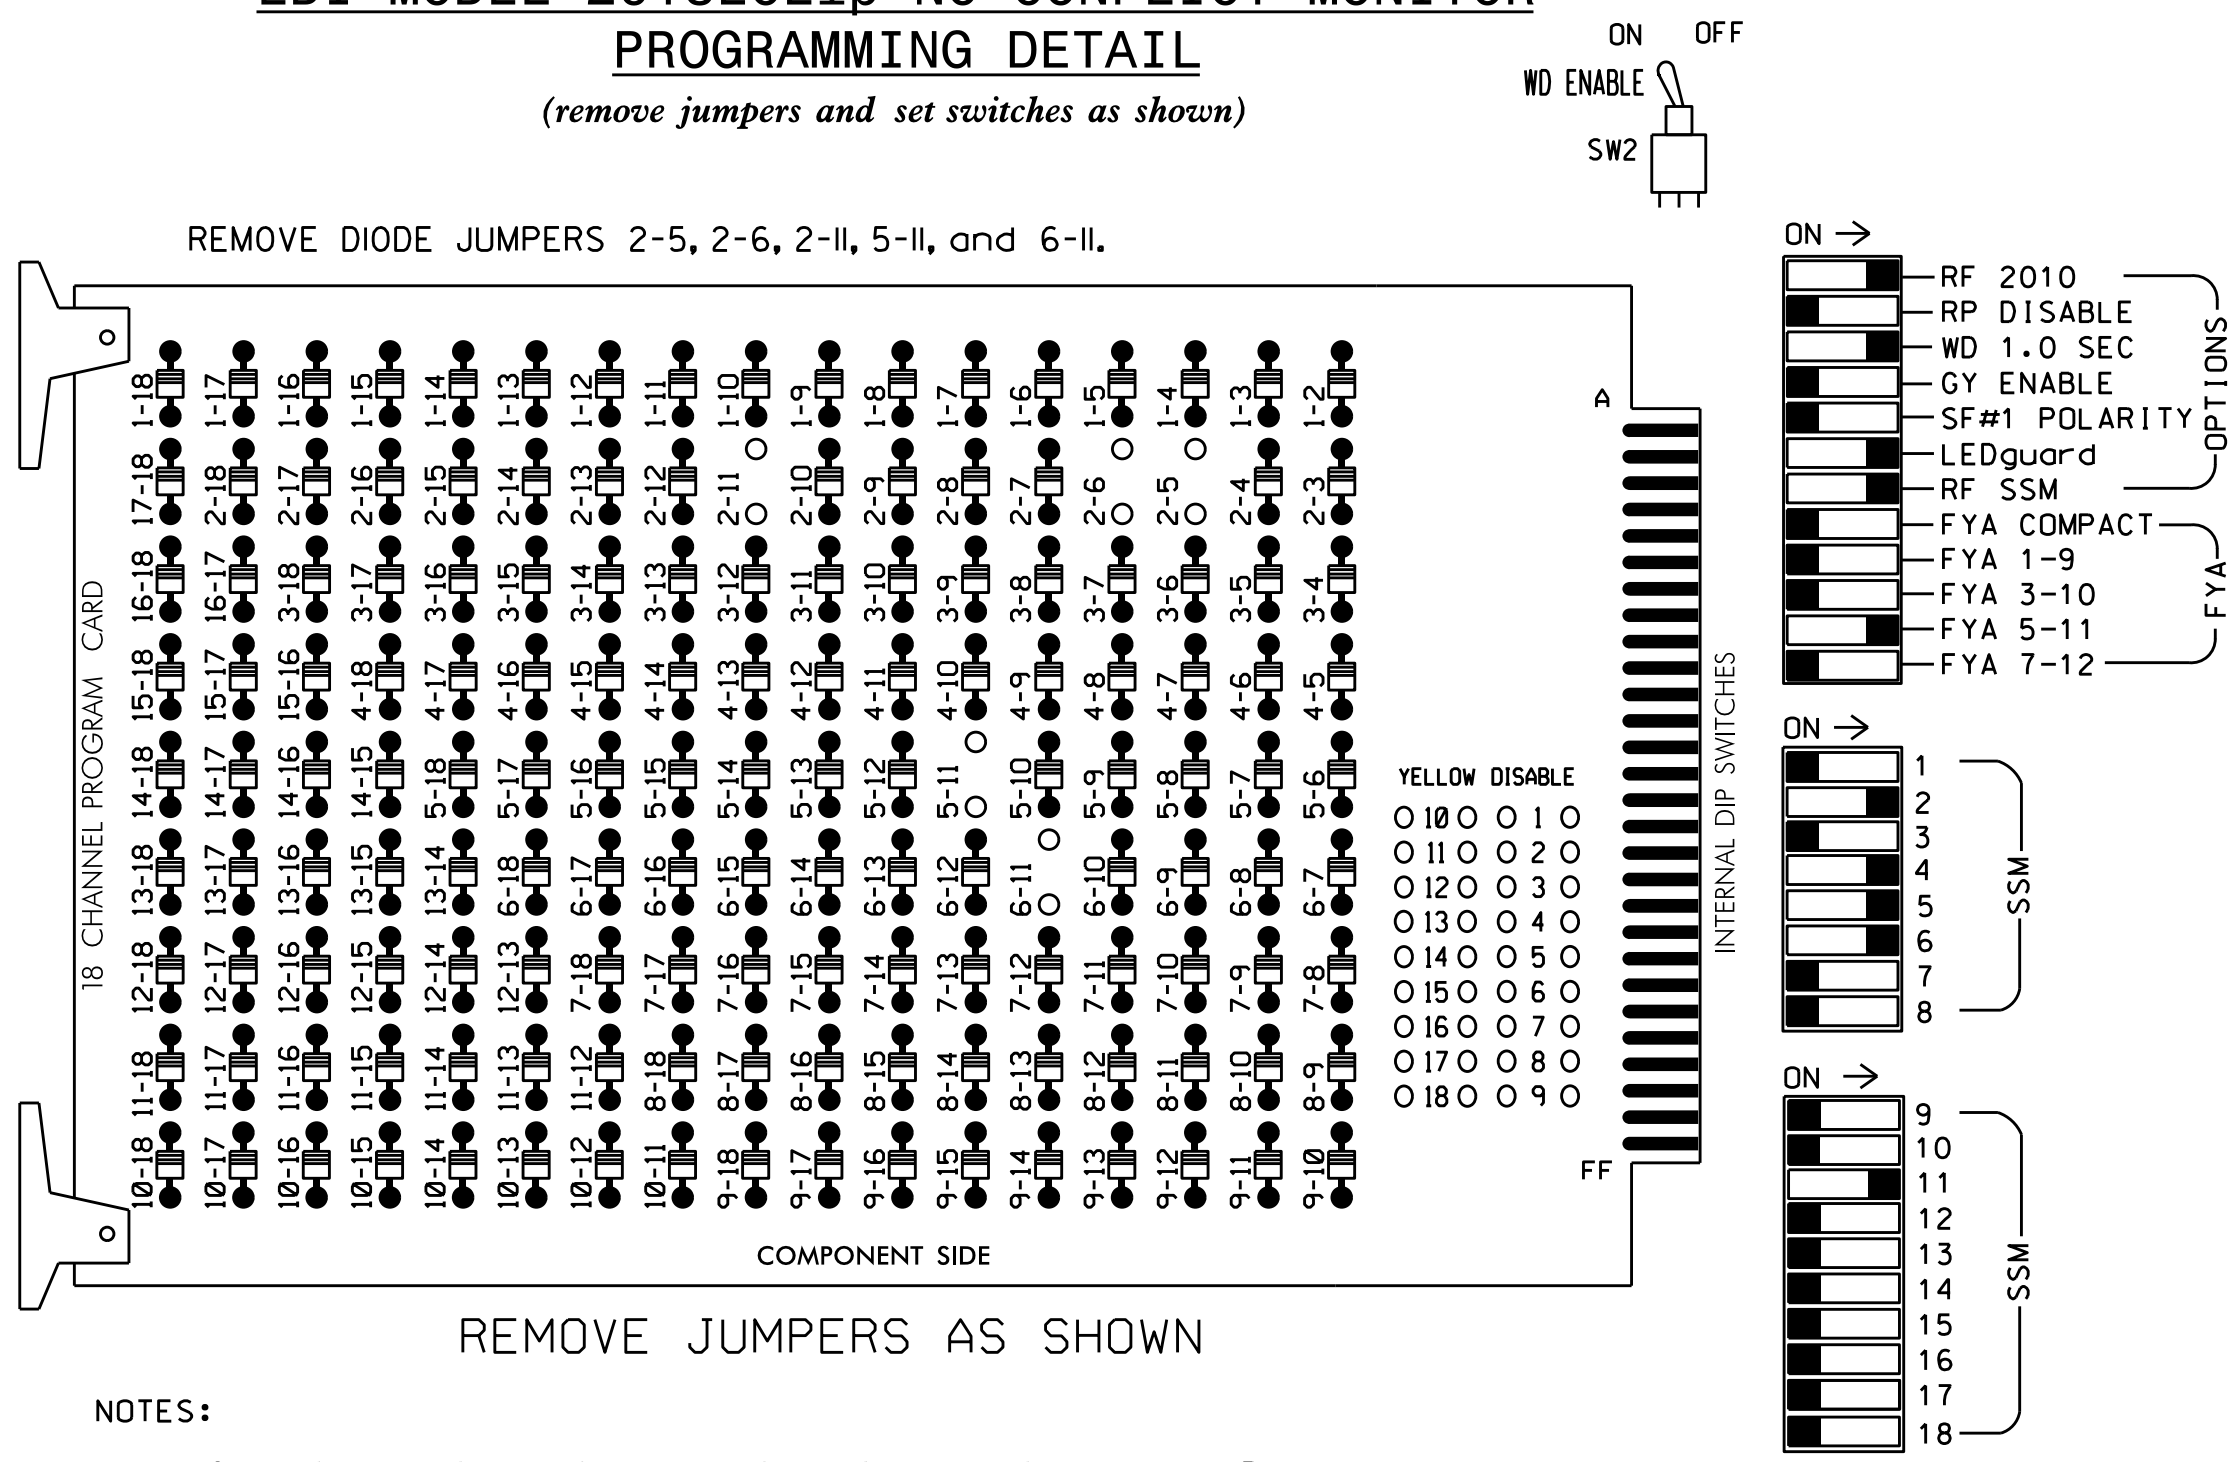 PROGRAMMING DETAIL
(remove jumpers and set switches as shown)
ON OFF
WD ENABLE
SW2
REMOVE DIODE JUMPERS 2-5, 2-6, 2-11, 5-11, and 6-11.
18 CHANNEL PROGRAM CARD
1-18 1-17 1-16 1-15 1-14 1-13 1-12 1-11 1-10 1-9 1-8 1-7 1-6 1-5 1-4 1-3 1-2
17-18 2-18 2-17 2-16 2-15 2-14 2-13 2-12 2-11 2-10 2-9 2-8 2-7 2-6 2-5 2-4 2-3
16-18 16-17 3-18 3-17 3-16 3-15 3-14 3-13 3-12 3-11 3-10 3-9 3-8 3-7 3-6 3-5 3-4
15-18 15-17 15-16 4-18 4-17 4-16 4-15 4-14 4-13 4-12 4-11 4-10 4-9 4-8 4-7 4-6 4-5
14-18 14-17 14-16 14-15 5-18 5-17 5-16 5-15 5-14 5-13 5-12 5-11 5-10 5-9 5-8 5-7 5-6
13-18 13-17 13-16 13-15 13-14 6-18 6-17 6-16 6-15 6-14 6-13 6-12 6-11 6-10 6-9 6-8 6-7
12-18 12-17 12-16 12-15 12-14 12-13 7-18 7-17 7-16 7-15 7-14 7-13 7-12 7-11 7-10 7-9 7-8
11-18 11-17 11-16 11-15 11-14 11-13 11-12 8-18 8-17 8-16 8-15 8-14 8-13 8-12 8-11 8-10 8-9
10-18 10-17 10-16 10-15 10-14 10-13 10-12 10-11 9-18 9-17 9-16 9-15 9-14 9-13 9-12 9-11 9-10
COMPONENT SIDE
YELLOW DISABLE
10 1
11 2
12 3
13 4
14 5
15 6
16 7
17 8
18 9
A
FF
INTERNAL DIP SWITCHES
ON →
RF 2010
RP DISABLE
WD 1.0 SEC
GY ENABLE
SF#1 POLARITY
LEDguard
RF SSM
OPTIONS
FYA COMPACT
FYA 1-9
FYA 3-10
FYA 5-11
FYA 7-12
FYA
ON →
1
2
3
4
5
6
7
8
SSM
ON →
9
10
11
12
13
14
15
16
17
18
SSM
REMOVE JUMPERS AS SHOWN
NOTES: